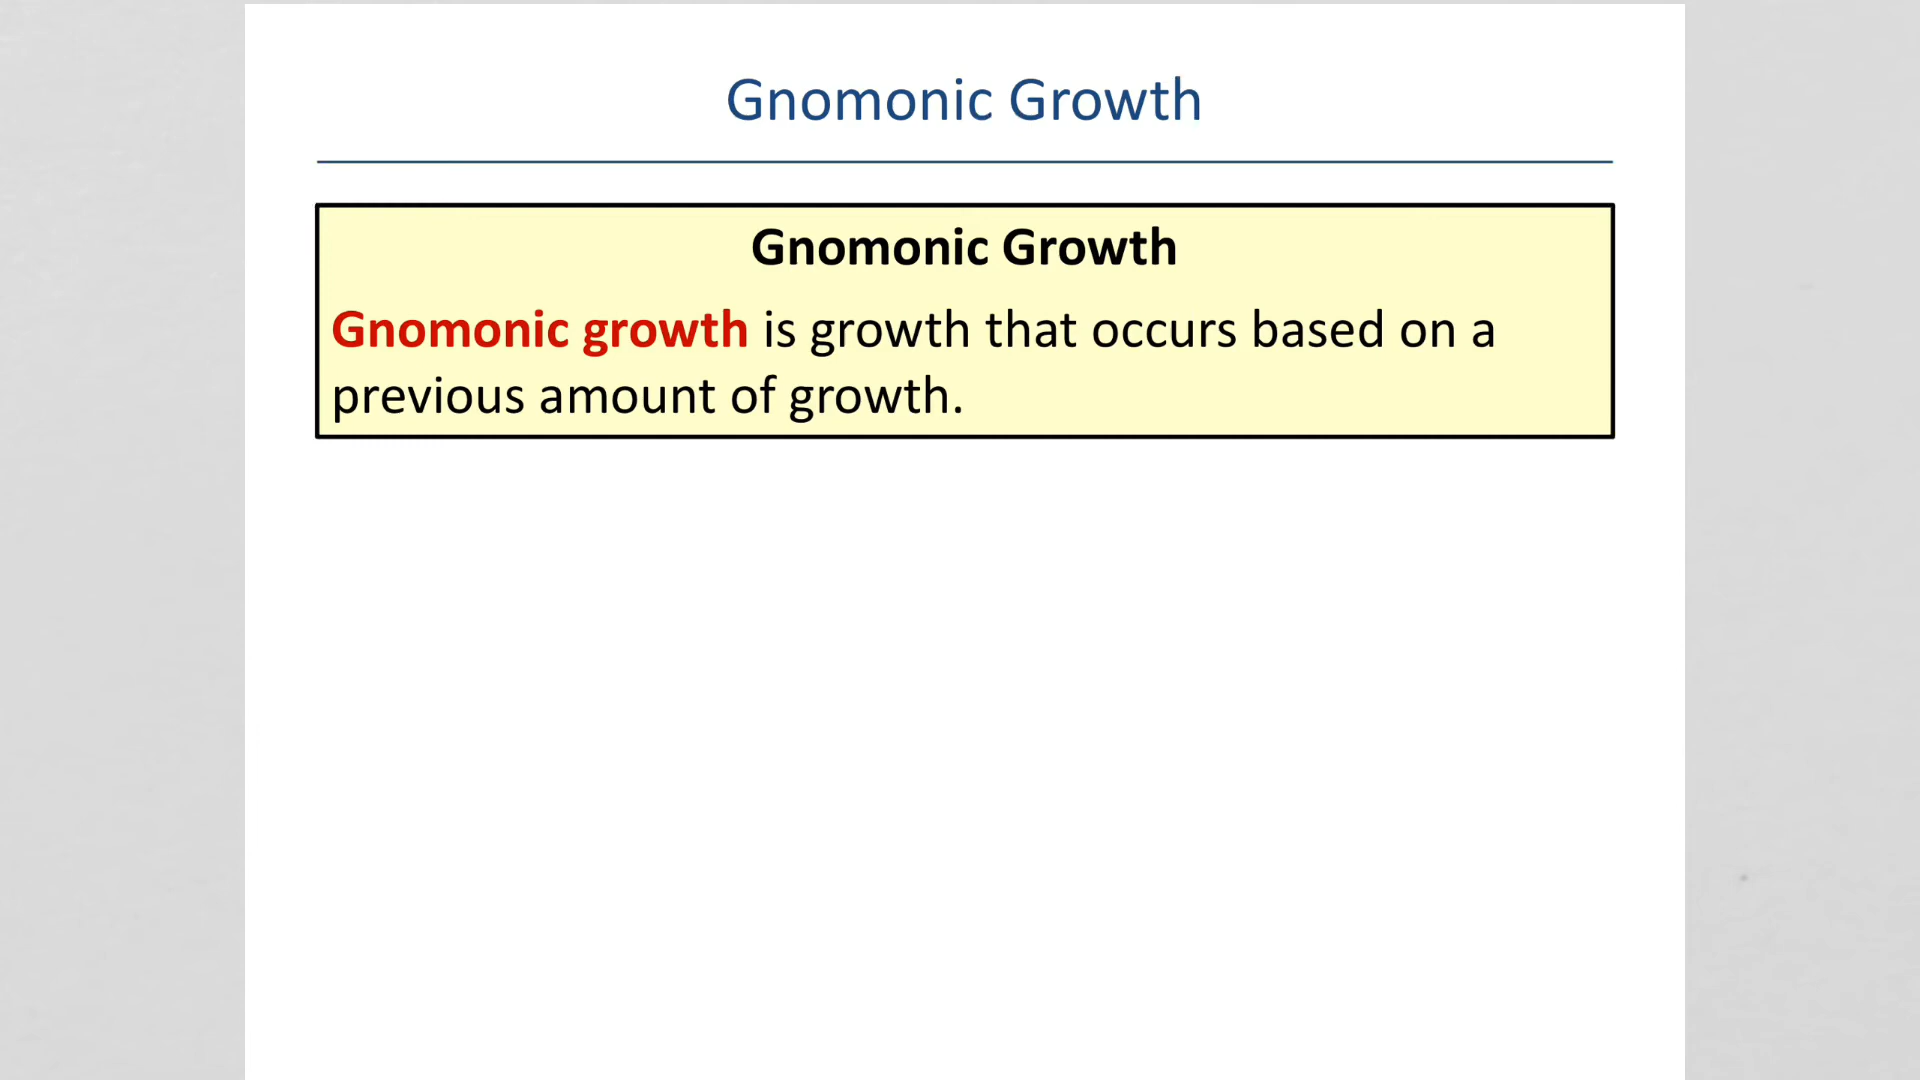 Gnomonic Growth
Gnomonic Growth
Gnomonic growth is growth that occurs based on a
previous amount of growth.